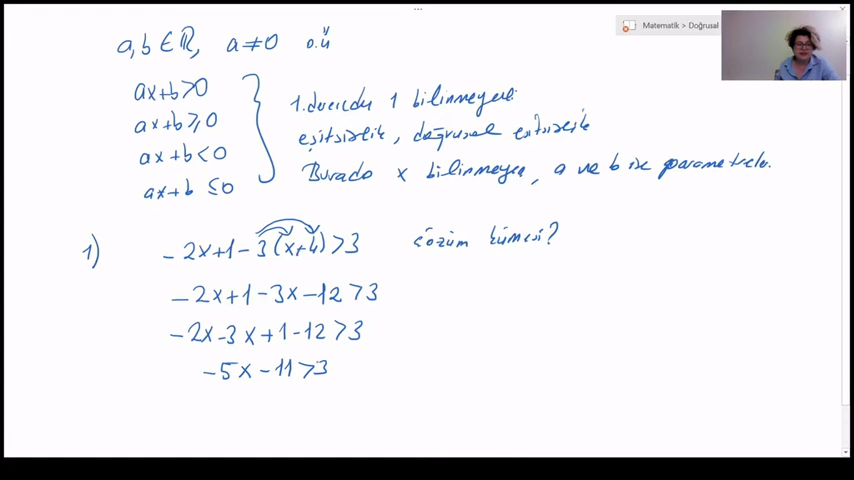 a,b ∈ ℝ, a ≠ 0 ö.ü
Matematik > Doğrusal
ax+b>0
ax+b≥0
ax+b<0
ax+b≤0
1.dereceden 1 bilinmeyenli
eşitsizlik, doğrusal eşitsizlik
Burada x bilinmeyen, a ve b ise parametreler.
1) -2x+1-3(x+4)>3 çözüm kümesi?
-2x+1-3x-12>3
-2x-3x+1-12>3
-5x-11>3